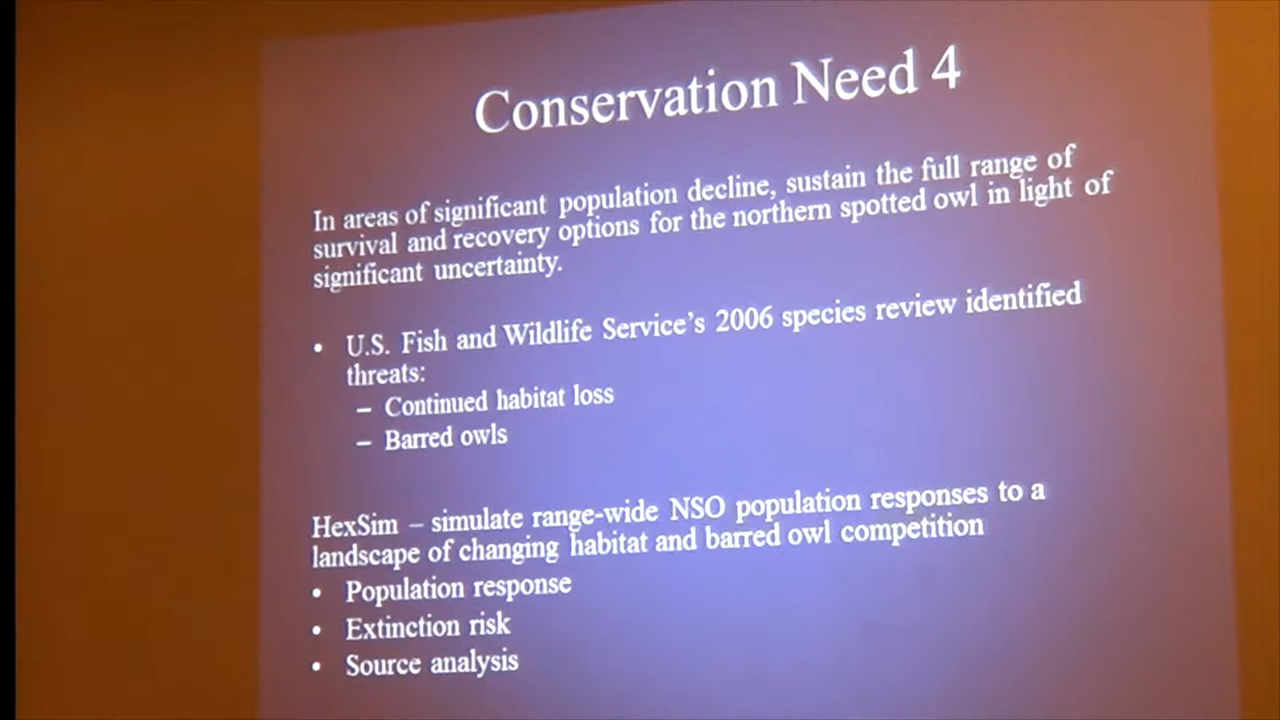 Conservation Need 4
In areas of significant population decline, sustain the full range of
survival and recovery options for the northern spotted owl in light of
significant uncertainty.
• U.S. Fish and Wildlife Service's 2006 species review identified
threats:
– Continued habitat loss
– Barred owls
HexSim – simulate range-wide NSO population responses to a
landscape of changing habitat and barred owl competition
• Population response
• Extinction risk
• Source analysis